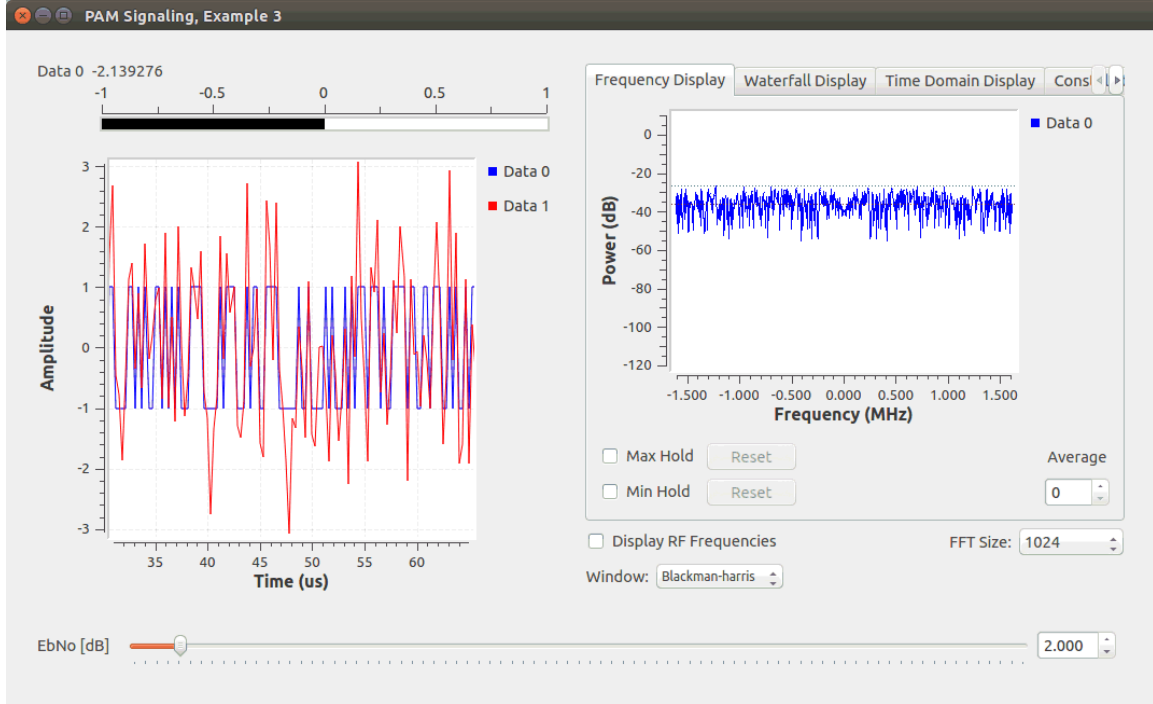 PAM Signaling, Example 3
Data 0 -2.139276
-1 -0.5 0 0.5 1
3
2
1
0
-1
-2
-3
Amplitude
Data 0
Data 1
35 40 45 50 55 60
Time (us)
Frequency Display Waterfall Display Time Domain Display
0
-20
-40
-60
-80
-100
-120
Power (dB)
Data 0
-1.500 -1.000 -0.500 0.000 0.500 1.000 1.500
Frequency (MHz)
Max Hold Reset Average
Min Hold Reset 0
Display RF Frequencies FFT Size: 1024
Window: Blackman-harris
EbNo [dB] 2.000